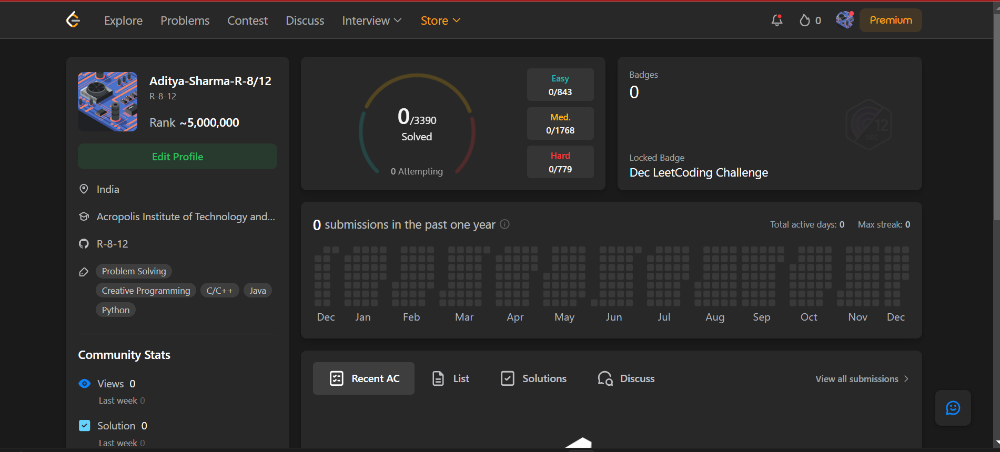 Explore Problems Contest Discuss Interview Store 0 Premium
Aditya-Sharma-R-8/12
R-8-12
Rank ~5,000,000
Edit Profile
India
Acropolis Institute of Technology and...
R-8-12
Problem Solving
Creative Programming C/C++ Java
Python
Community Stats
Views 0
Last week 0
Solution 0
Last week 0
0/3390
Solved
0 Attempting
Easy
0/843
Med.
0/1768
Hard
0/779
Badges
0
12
DEC
Locked Badge
Dec LeetCoding Challenge
0 submissions in the past one year
Total active days: 0 Max streak: 0
Dec Jan Feb Mar Apr May Jun Jul Aug Sep Oct Nov Dec
Recent AC List Solutions Discuss View all submissions